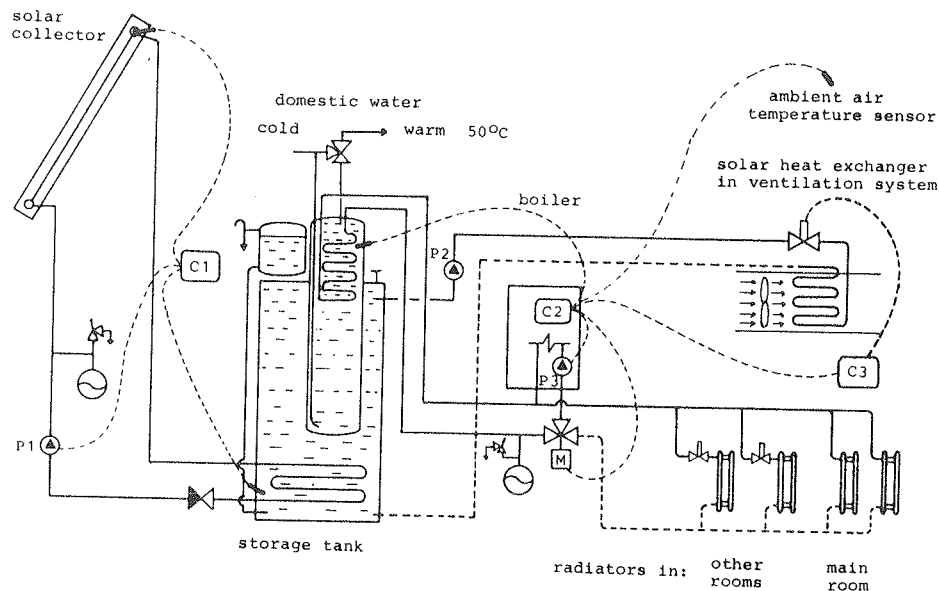 solar
collector
domestic water
cold
warm 50°C
ambient air
temperature sensor
solar heat exchanger
in ventilation system
boiler
P2
C1
C2
P3
C3
P1
M
storage tank
radiators in:
other
rooms
main
room